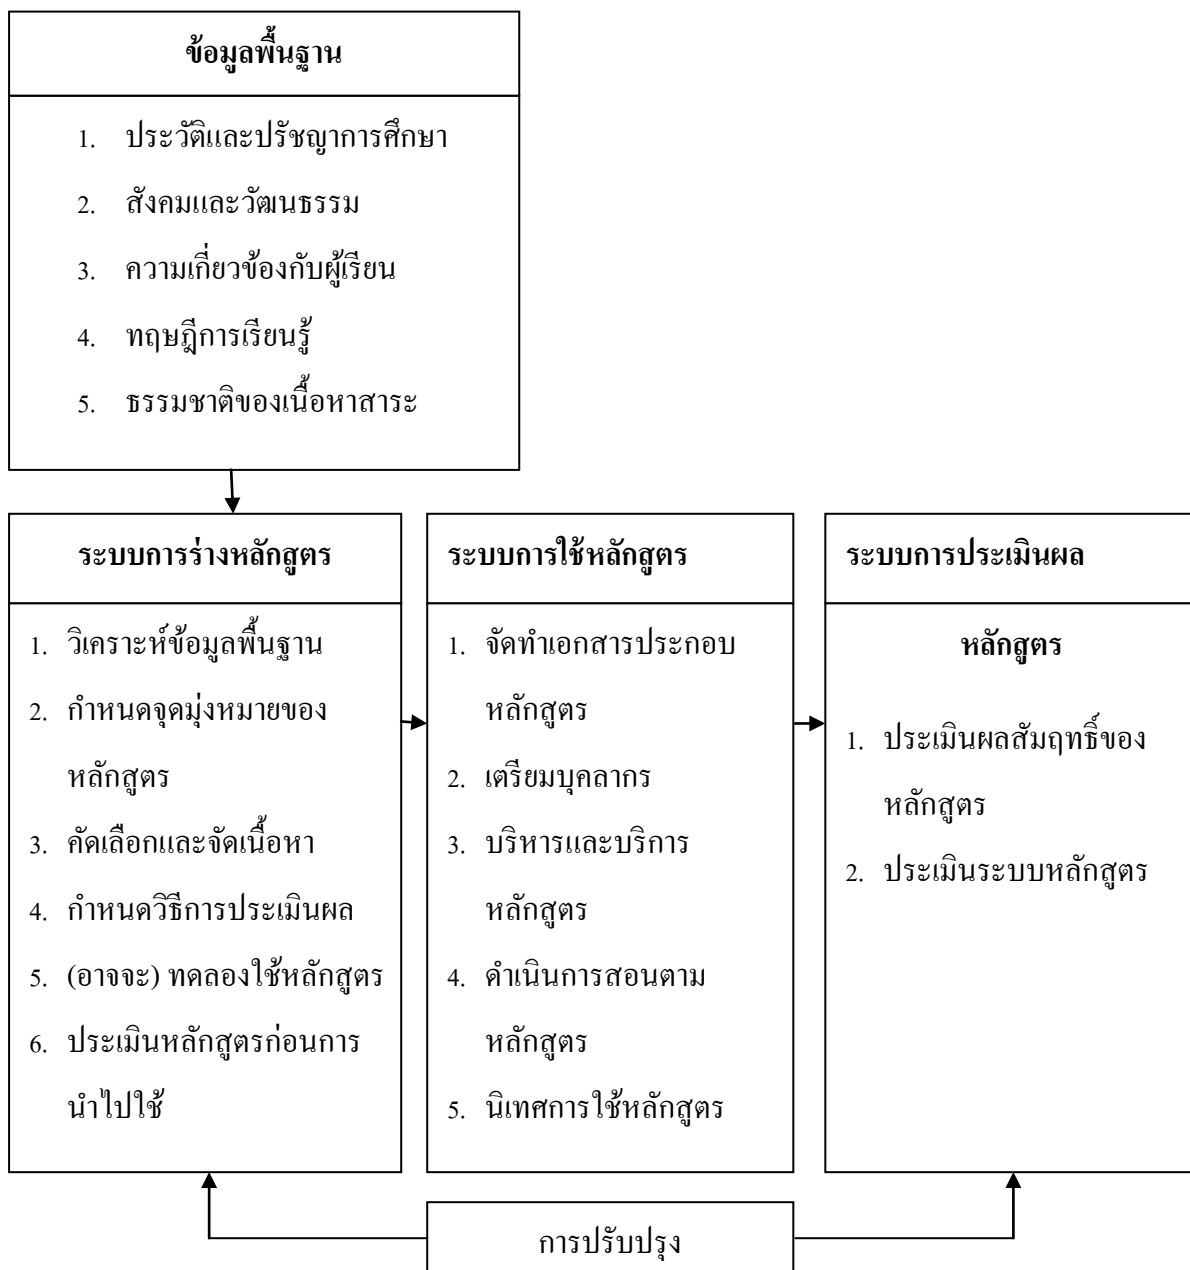 ข้อมูลพื้นฐาน
1. ประวัติและปรัชญาการศึกษา
2. สังคมและวัฒนธรรม
3. ความเกี่ยวข้องกับผู้เรียน
4. ทฤษฎีการเรียนรู้
5. ธรรมชาติของเนื้อหาสาระ
ระบบการร่างหลักสูตร
1. วิเคราะห์ข้อมูลพื้นฐาน
2. กำหนดจุดมุ่งหมายของ
หลักสูตร
3. คัดเลือกและจัดเนื้อหา
4. กำหนดวิธีการประเมินผล
5. (อาจจะ) ทดลองใช้หลักสูตร
6. ประเมินหลักสูตรก่อนการ
นำไปใช้
ระบบการใช้หลักสูตร
1. จัดทำเอกสารประกอบ
หลักสูตร
2. เตรียมบุคลากร
3. บริหารและบริการ
หลักสูตร
4. ดำเนินการสอนตาม
หลักสูตร
5. นิเทศการใช้หลักสูตร
ระบบการประเมินผล
หลักสูตร
1. ประเมินผลสัมฤทธิ์ของ
หลักสูตร
2. ประเมินระบบหลักสูตร
การปรับปรุง